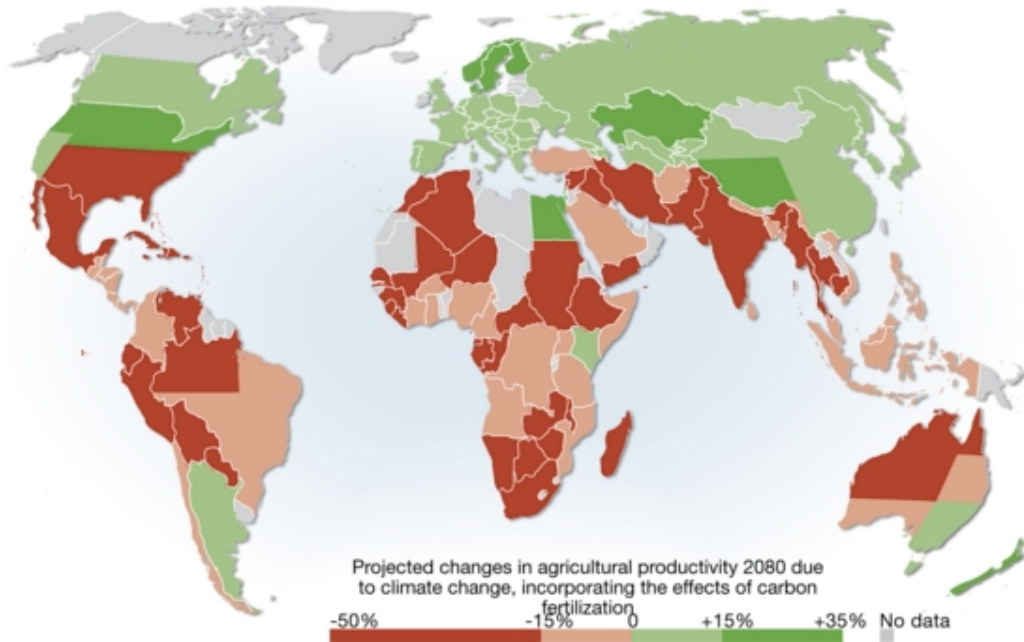 Projected changes in agricultural productivity 2080 due
to climate change, incorporating the effects of carbon
fertilization
-50% -15% 0 +15% +35% No data